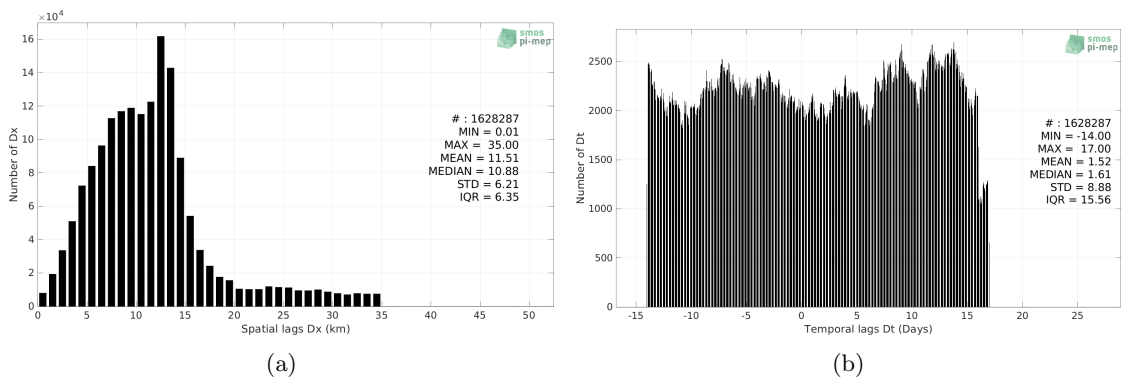 ×10⁴
smos
pi-mep
16
14
12
10
8
6
4
2
0
Number of Dx
# : 1628287
MIN = 0.01
MAX = 35.00
MEAN = 11.51
MEDIAN = 10.88
STD = 6.21
IQR = 6.35
0 5 10 15 20 25 30 35 40 45 50
Spatial lags Dx (km)
(a)
smos
pi-mep
2500
2000
1500
1000
500
0
Number of Dt
# : 1628287
MIN = -14.00
MAX = 17.00
MEAN = 1.52
MEDIAN = 1.61
STD = 8.88
IQR = 15.56
-15 -10 -5 0 5 10 15 20 25
Temporal lags Dt (Days)
(b)